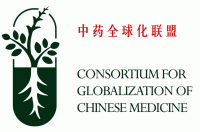 中药全球化联盟
CONSORTIUM FOR
GLOBALIZATION OF
CHINESE MEDICINE